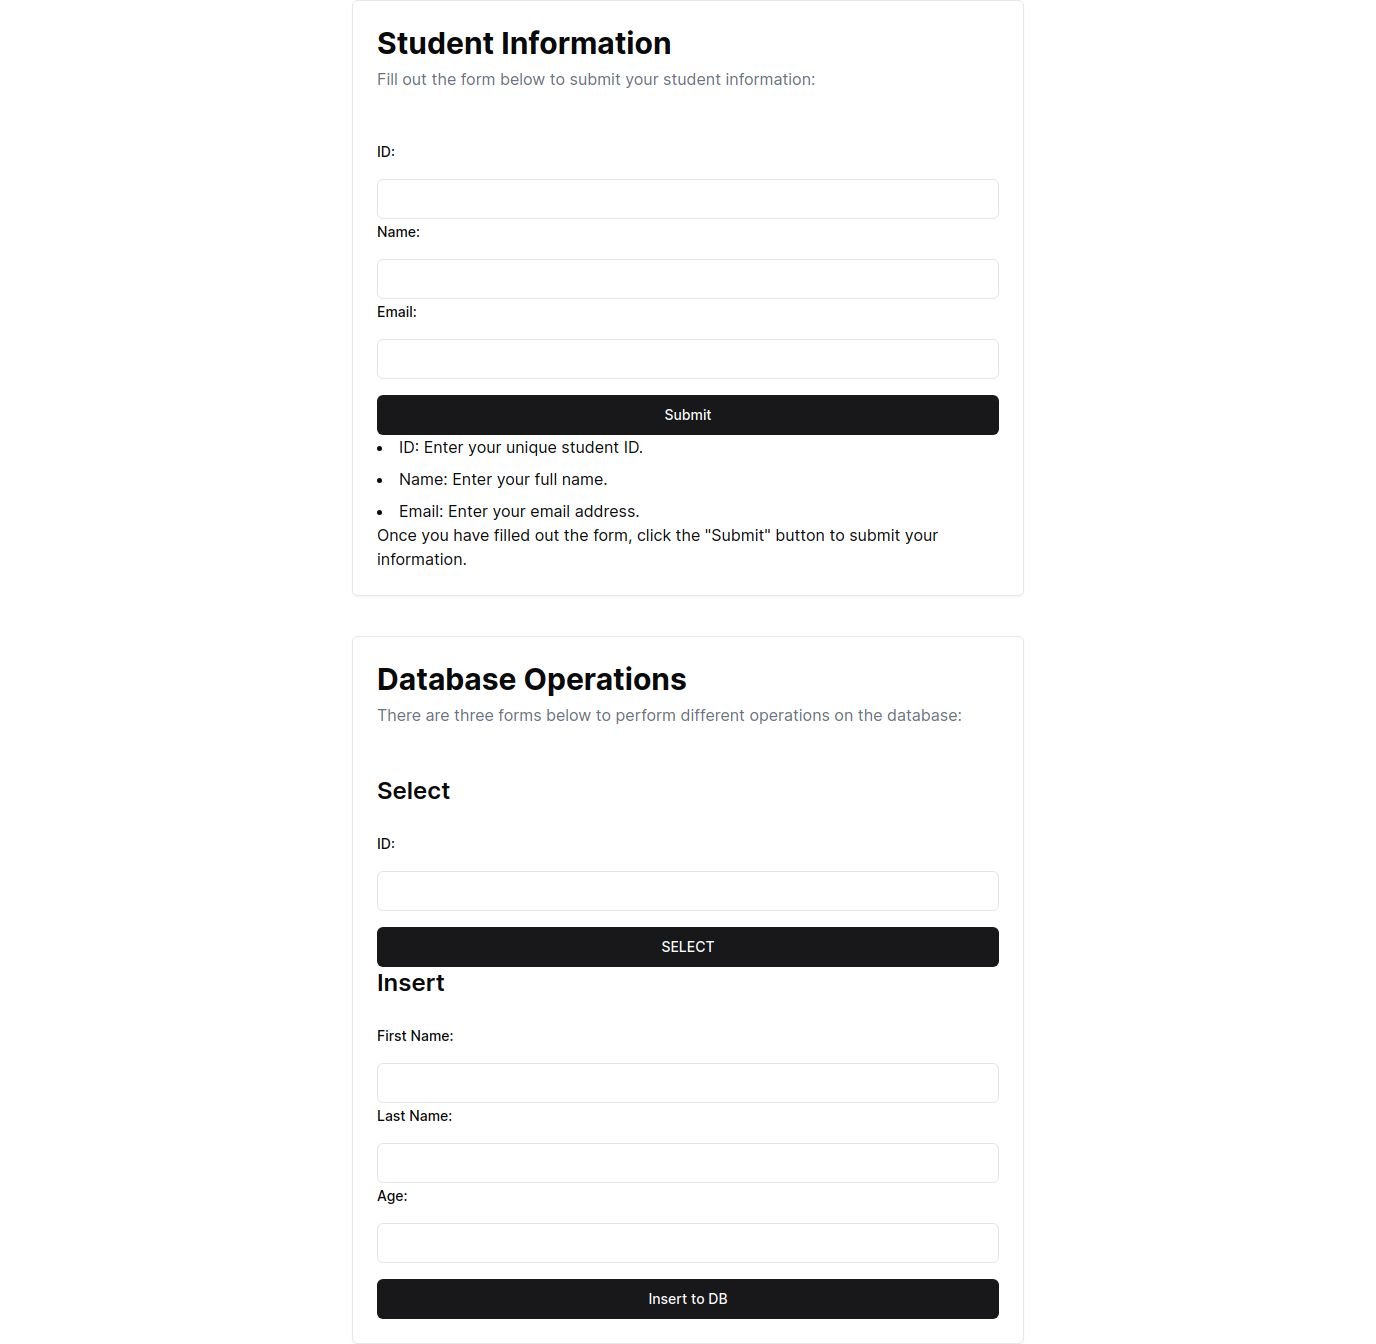 Student Information
Fill out the form below to submit your student information:
ID:
Name:
Email:
Submit
• ID: Enter your unique student ID.
• Name: Enter your full name.
• Email: Enter your email address.
Once you have filled out the form, click the "Submit" button to submit your
information.
Database Operations
There are three forms below to perform different operations on the database:
Select
ID:
SELECT
Insert
First Name:
Last Name:
Age:
Insert to DB